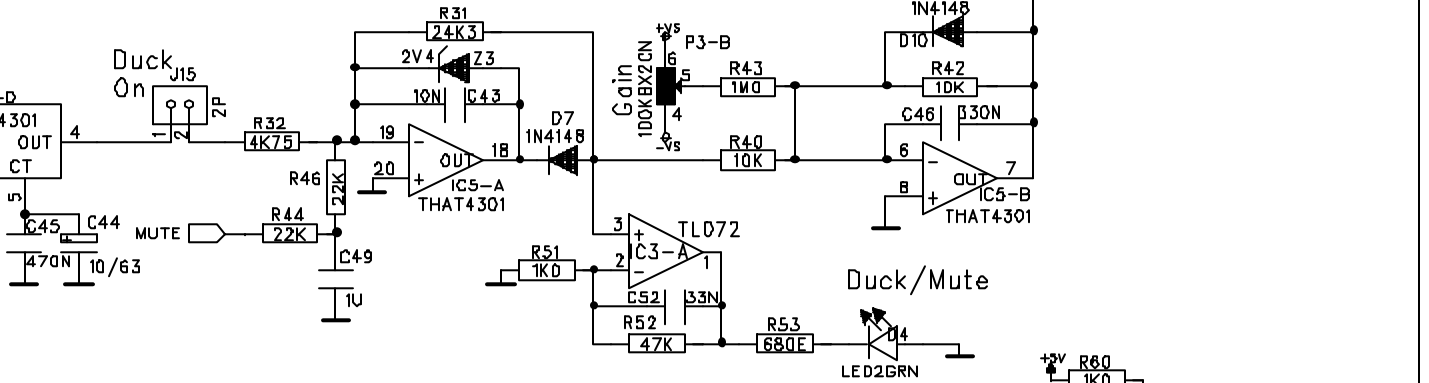 R31
24K3
2V4
Z3
10N
C43
Duck
On
J15
2P
1
2
-D
4301
OUT
CT
4
5
R32
4K75
19
20
−
+
OUT
18
IC5-A
THAT4301
R46
22K
MUTE
R44
22K
C49
1U
C45
470N
C44
+
10/63
D7
1N4148
+VS
P3-B
6
5
4
-VS
Gain
100KBX2CN
R43
1M0
R40
10K
1N4148
D10
R42
10K
C46
330N
6
8
−
+
OUT
7
IC5-B
THAT4301
3
2
+
−
TL072
IC3-A
1
R51
1K0
C52
33N
R52
47K
R53
680E
Duck/Mute
D4
LED2GRN
+5V
R60
1K0